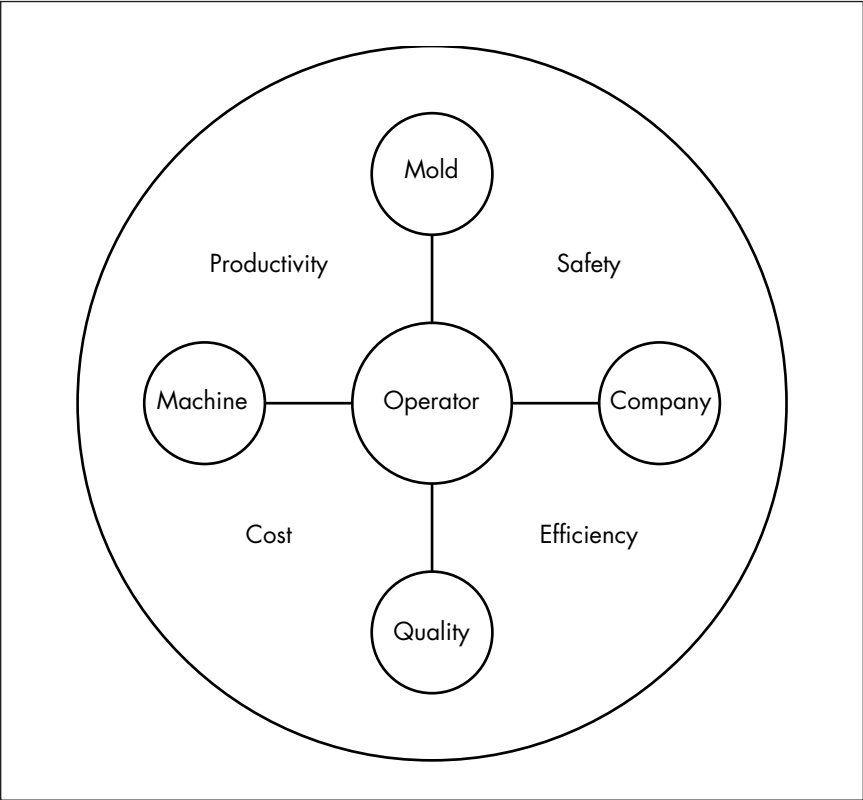 Mold
Productivity
Safety
Machine
Operator
Company
Cost
Efficiency
Quality